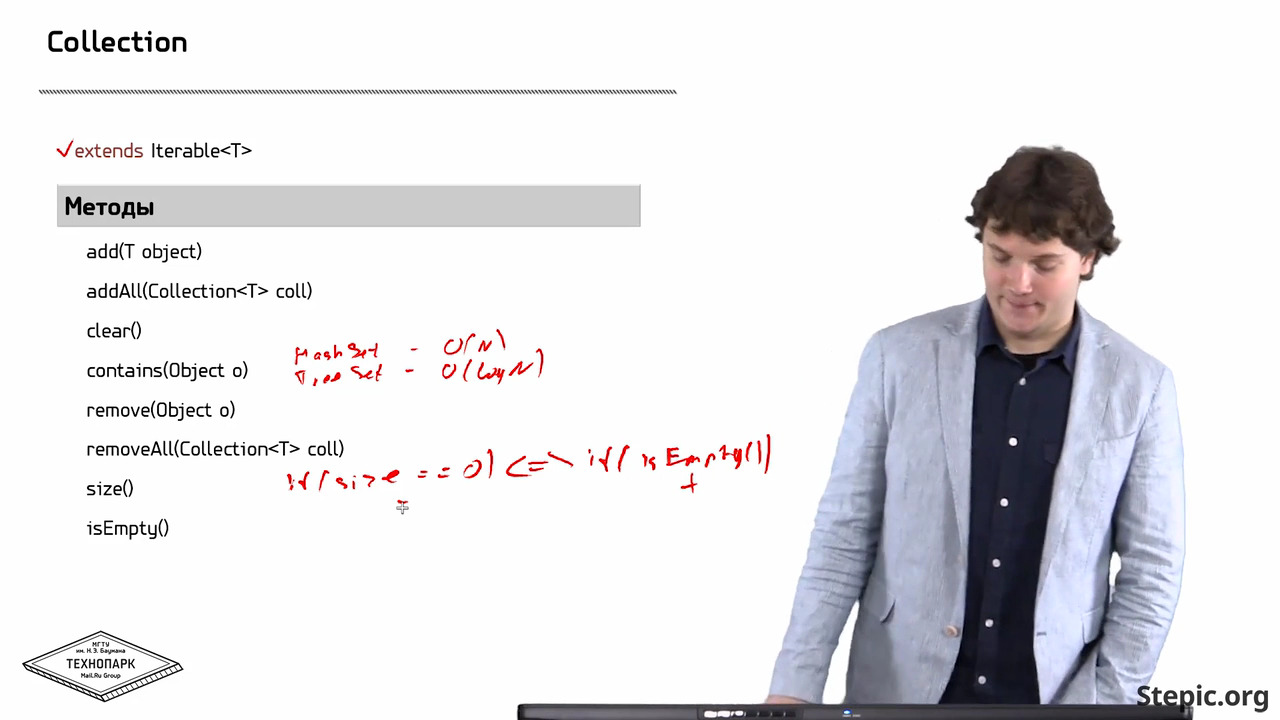 Collection
extends Iterable<T>
Методы
add(T object)
addAll(Collection<T> coll)
clear()
HashSet - O(N)
contains(Object o)
TreeSet - O(log N)
remove(Object o)
removeAll(Collection<T> coll)
if(size == 0) <=> if( isEmpty())
+
size()
isEmpty()
МГТУ
им. Н.Э. Баумана
ТЕХНОПАРК
Mail.Ru Group
Stepic.org